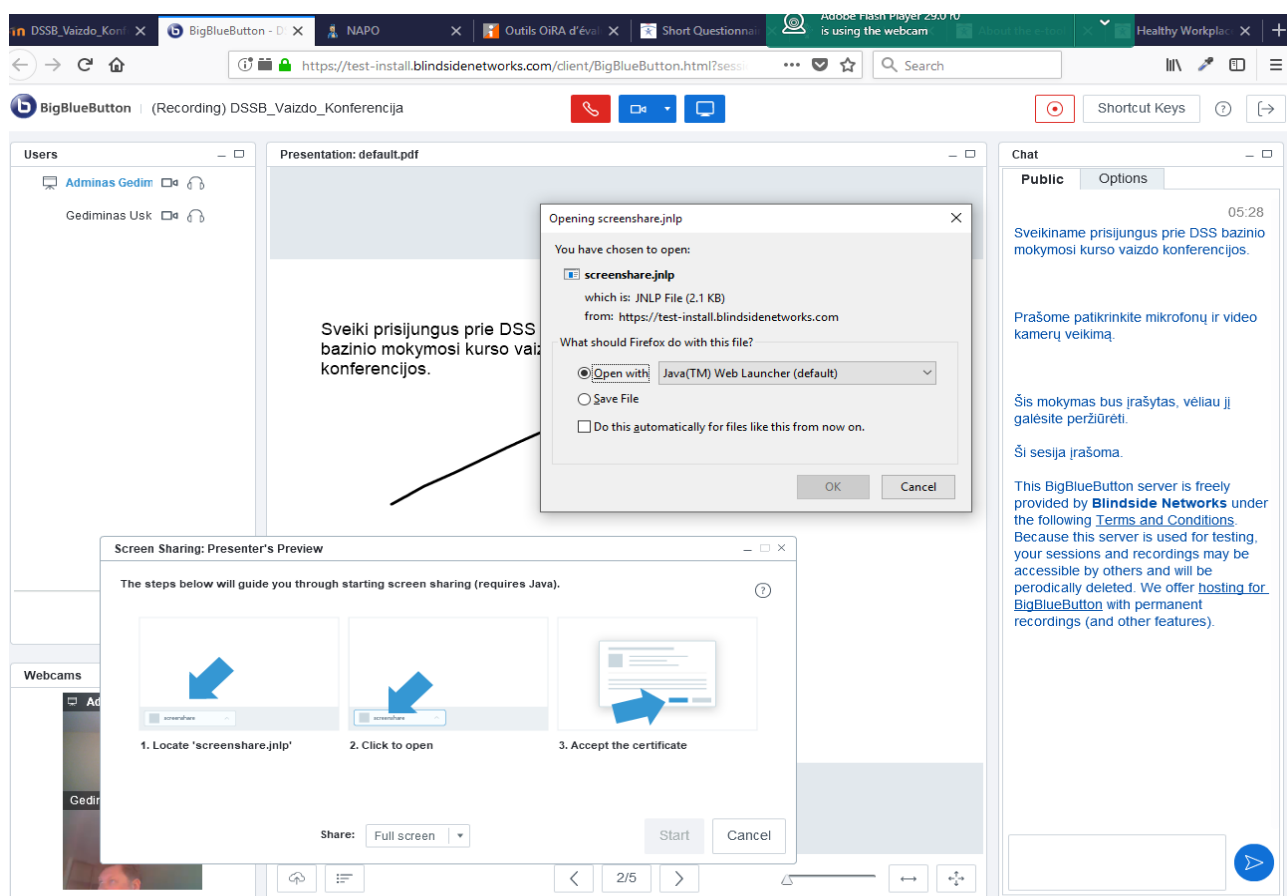 DSSB_Vaizdo_Konf
BigBlueButton - D
NAPO
Outils OiRA d'éval
Short Questionnai
Adobe Flash Player 29.0 r0
is using the webcam
About the e-tool
Healthy Workplac
https://test-install.blindsidenetworks.com/client/BigBlueButton.html?sessi
Search
BigBlueButton
(Recording) DSSB_Vaizdo_Konferencija
Shortcut Keys
Users
Adminas Gedim
Gediminas Usk
Presentation: default.pdf
Sveiki prisijungus prie DSS
bazinio mokymosi kurso vaiz
konferencijos.
Opening screenshare.jnlp
You have chosen to open:
screenshare.jnlp
which is: JNLP File (2.1 KB)
from: https://test-install.blindsidenetworks.com
What should Firefox do with this file?
Open with
Java(TM) Web Launcher (default)
Save File
Do this automatically for files like this from now on.
OK
Cancel
Screen Sharing: Presenter's Preview
The steps below will guide you through starting screen sharing (requires Java).
screenshare
screenshare
1. Locate 'screenshare.jnlp'
2. Click to open
3. Accept the certificate
Share:
Full screen
Start
Cancel
Webcams
Ad
Gedir
2/5
Chat
Public
Options
05:28
Sveikiname prisijungus prie DSS bazinio
mokymosi kurso vaizdo konferencijos.
Prašome patikrinkite mikrofonų ir video
kamerų veikimą.
Šis mokymas bus įrašytas, vėliau jį
galėsite peržiūrėti.
Ši sesija įrašoma.
This BigBlueButton server is freely
provided by Blindside Networks under
the following Terms and Conditions.
Because this server is used for testing,
your sessions and recordings may be
accessible by others and will be
perodically deleted. We offer hosting for
BigBlueButton with permanent
recordings (and other features).